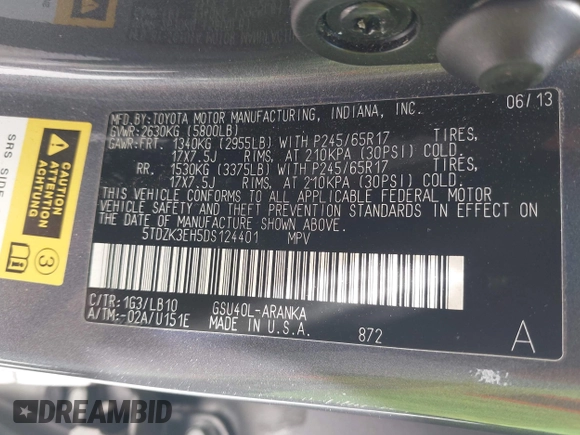 MFD.BY:TOYOTA MOTOR MANUFACTURING, INDIANA, INC. 06/13
GVWR:2630KG (5800LB)
GAWR:FRT. 1340KG (2955LB) WITH P245/65R17 TIRES,
17X7.5J RIMS, AT 210KPA (30PSI) COLD.
RR. 1530KG (3375LB) WITH P245/65R17 TIRES,
17X7.5J RIMS, AT 210KPA (30PSI) COLD.
THIS VEHICLE CONFORMS TO ALL APPLICABLE FEDERAL MOTOR
VEHICLE SAFETY AND THEFT PREVENTION STANDARDS IN EFFECT ON
THE DATE OF MANUFACTURE SHOWN ABOVE.
5TDZK3EH5DS124401 MPV
C/TR:1G3/LB10 GSU40L-ARANKA
A/TM:-02A/U151E MADE IN U.S.A. 872 A
CAUTION
ATTENTION
ACHTUNG
SRS SIDE
3
DREAMBID